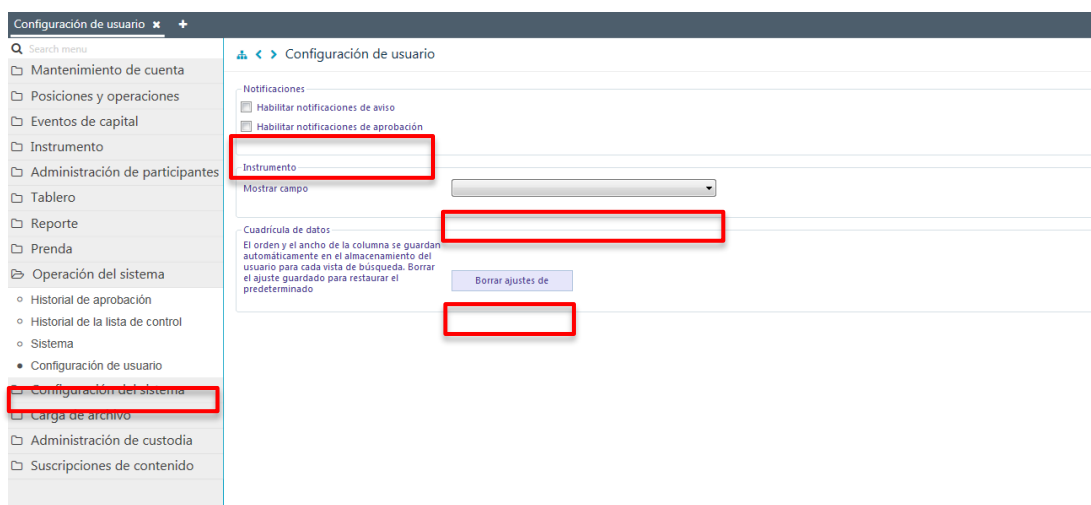 Configuración de usuario × +
Search menu
Mantenimiento de cuenta
Posiciones y operaciones
Eventos de capital
Instrumento
Administración de participantes
Tablero
Reporte
Prenda
Operación del sistema
Historial de aprobación
Historial de la lista de control
Sistema
Configuración de usuario
Configuración del sistema
Carga de archivo
Administración de custodia
Suscripciones de contenido
Configuración de usuario
Notificaciones
Habilitar notificaciones de aviso
Habilitar notificaciones de aprobación
Instrumento
Mostrar campo
Cuadrícula de datos
El orden y el ancho de la columna se guardan
automáticamente en el almacenamiento del
usuario para cada vista de búsqueda. Borrar
el ajuste guardado para restaurar el
predeterminado
Borrar ajustes de